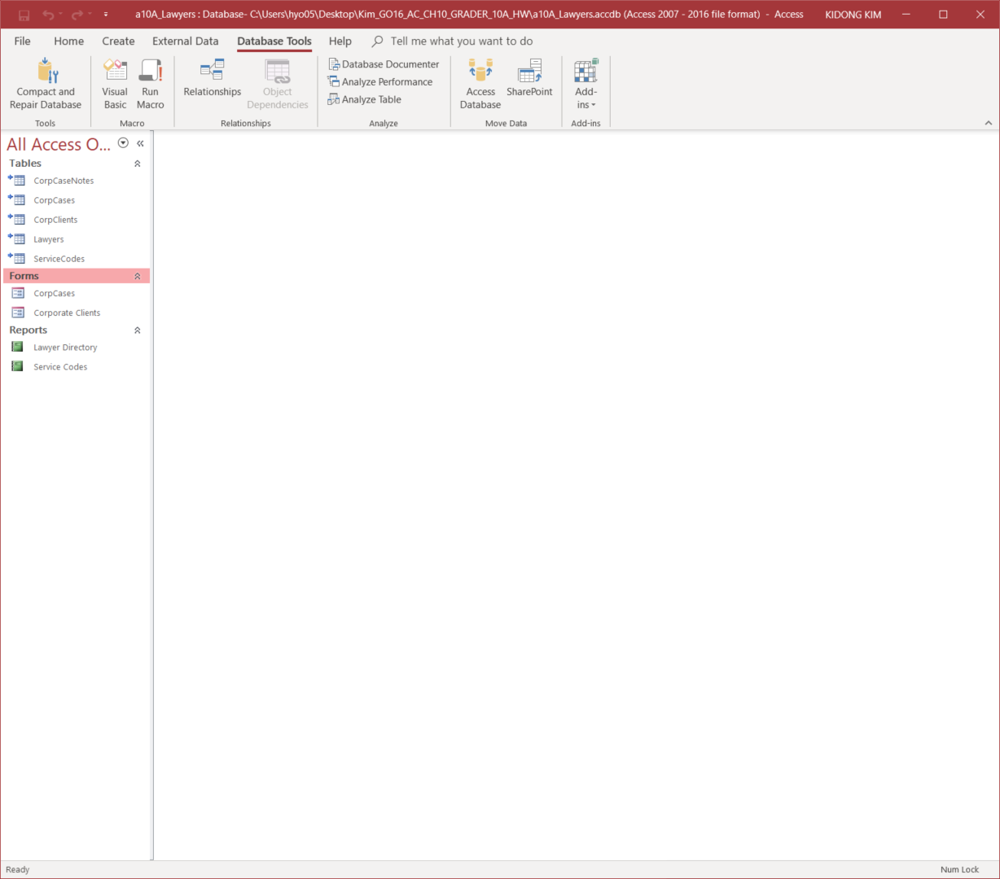 a10A_Lawyers : Database- C:\Users\hyo05\Desktop\Kim_GO16_AC_CH10_GRADER_10A_HW\a10A_Lawyers.accdb (Access 2007 - 2016 file format)  -  Access
KIDONG KIM
File Home Create External Data Database Tools Help Tell me what you want to do
Compact and
Repair Database
Tools
Visual
Basic
Run
Macro
Macro
Relationships
Object
Dependencies
Relationships
Database Documenter
Analyze Performance
Analyze Table
Analyze
Access
Database
SharePoint
Move Data
Add-
ins
Add-ins
All Access O...
Tables
CorpCaseNotes
CorpCases
CorpClients
Lawyers
ServiceCodes
Forms
CorpCases
Corporate Clients
Reports
Lawyer Directory
Service Codes
Ready
Num Lock